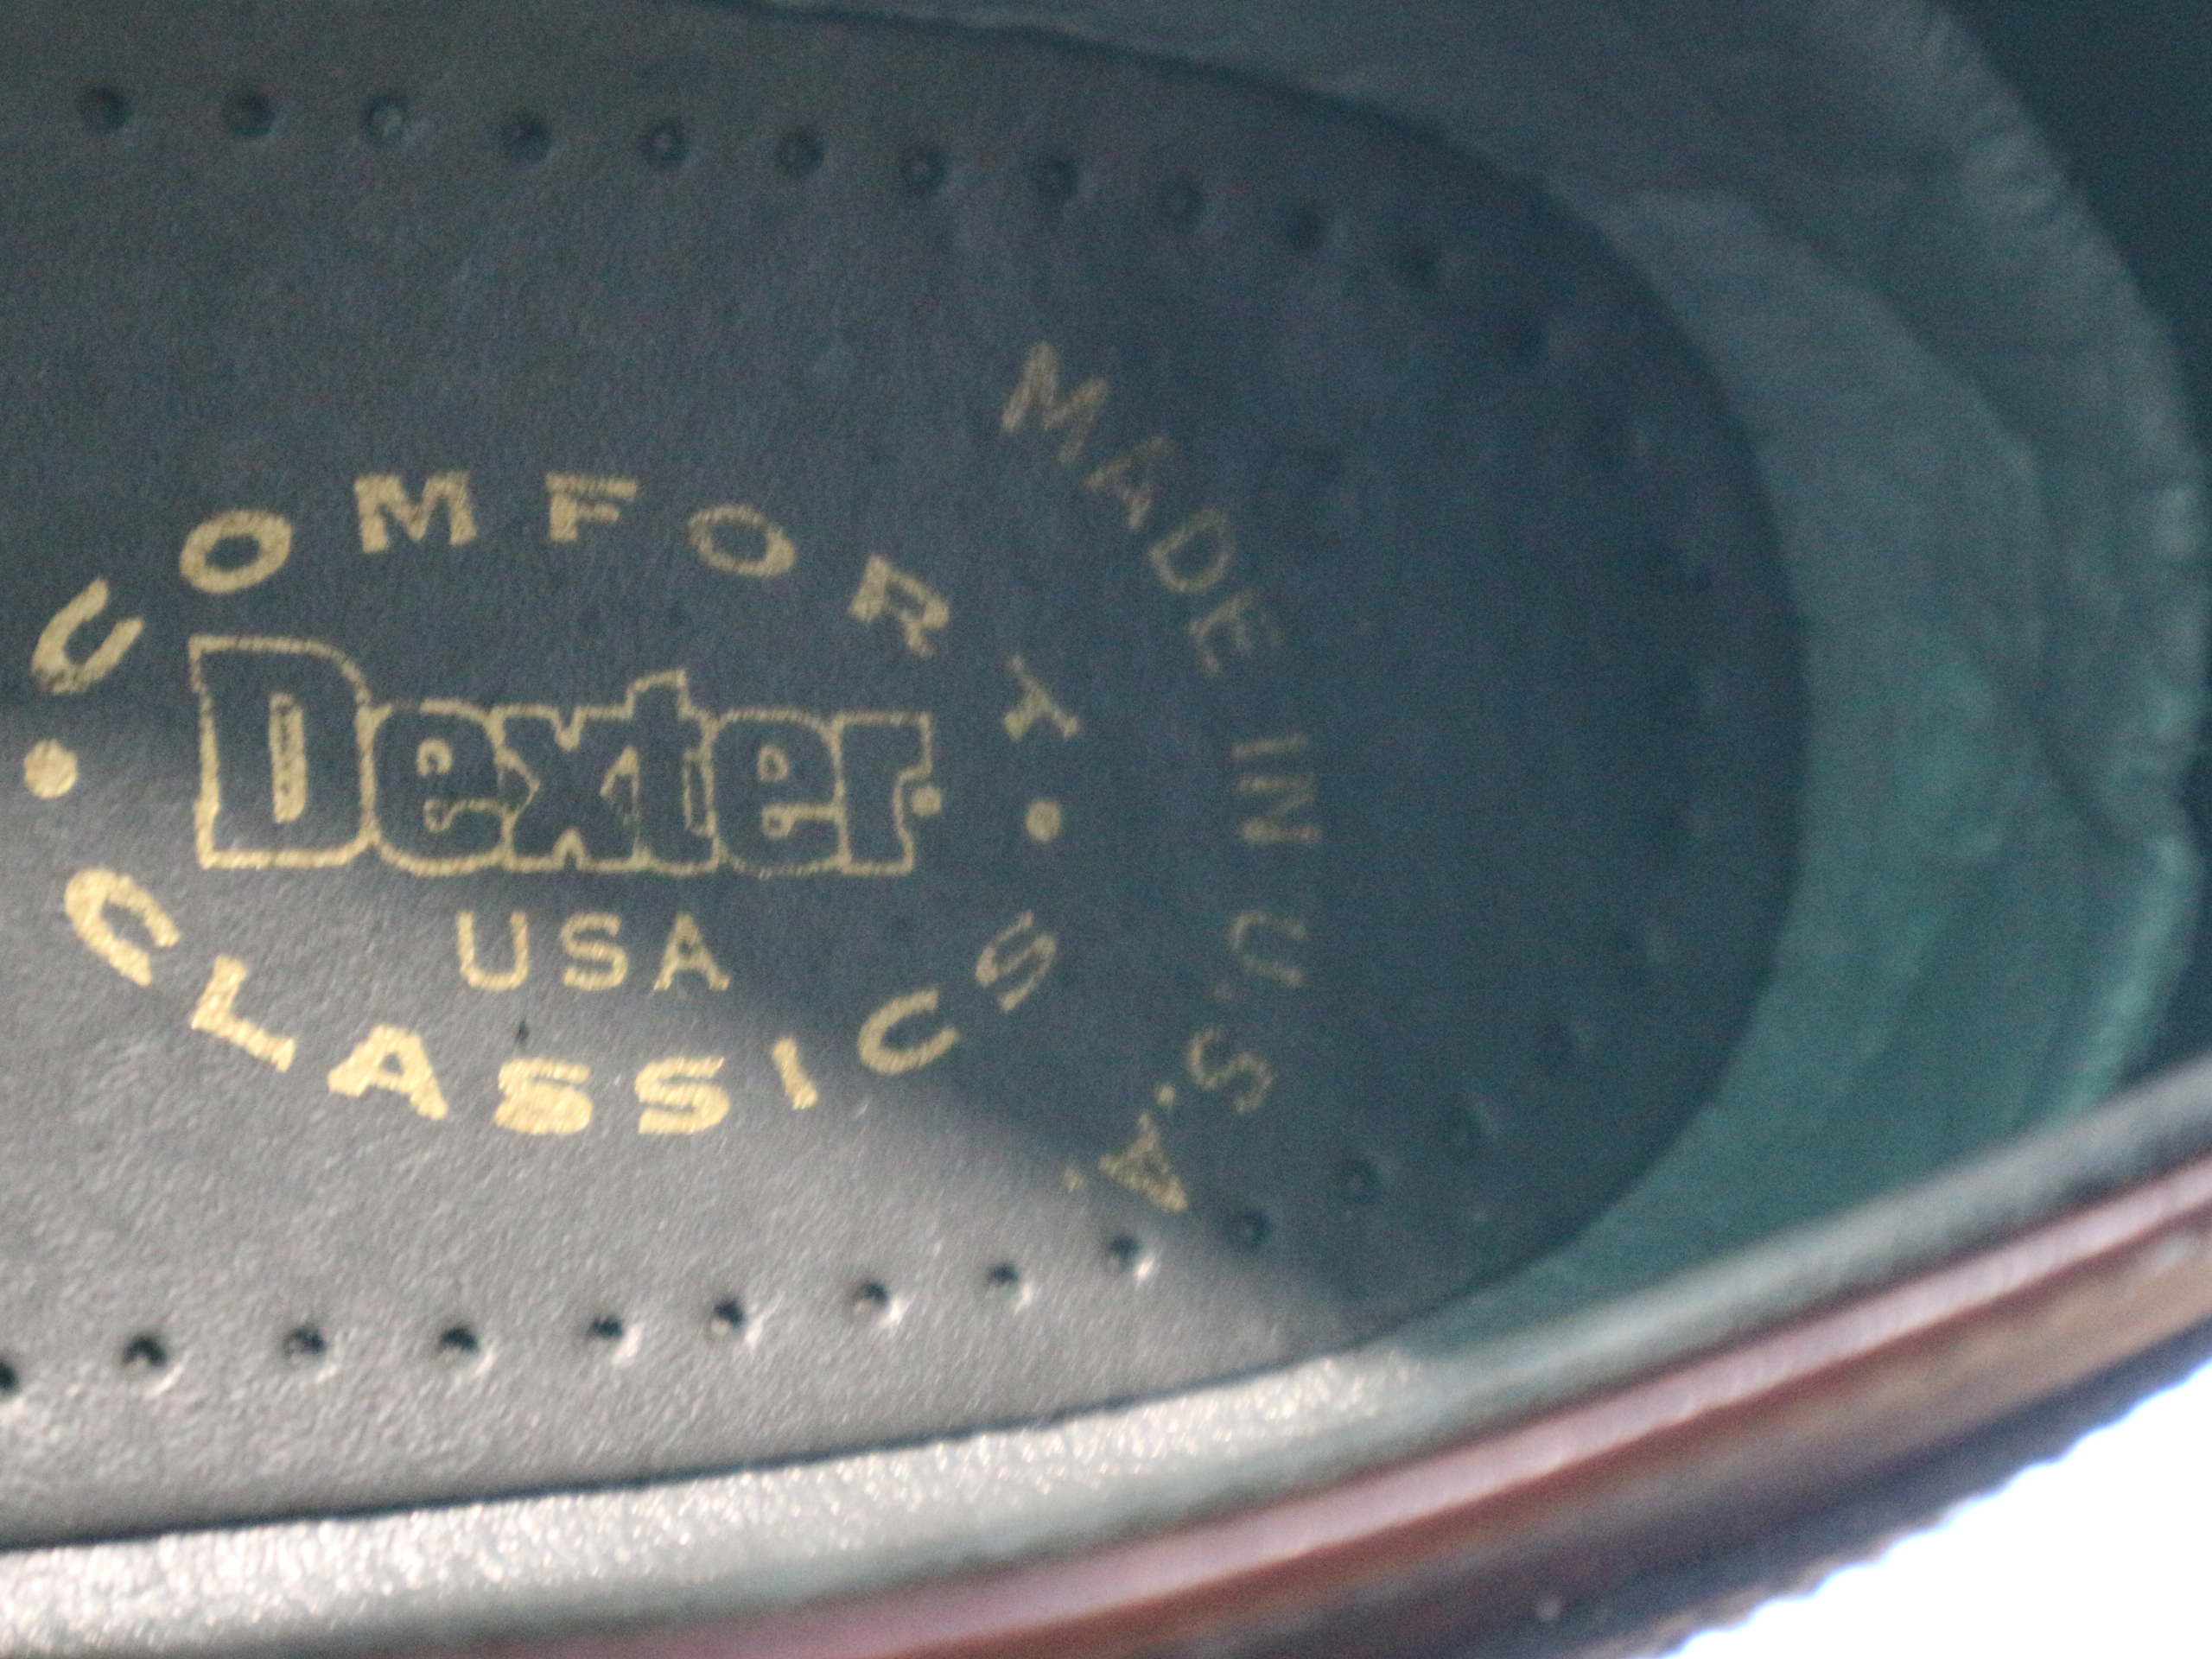 • COMFORT •
Dexter.
USA
CLASSICS
MADE IN U.S.A.